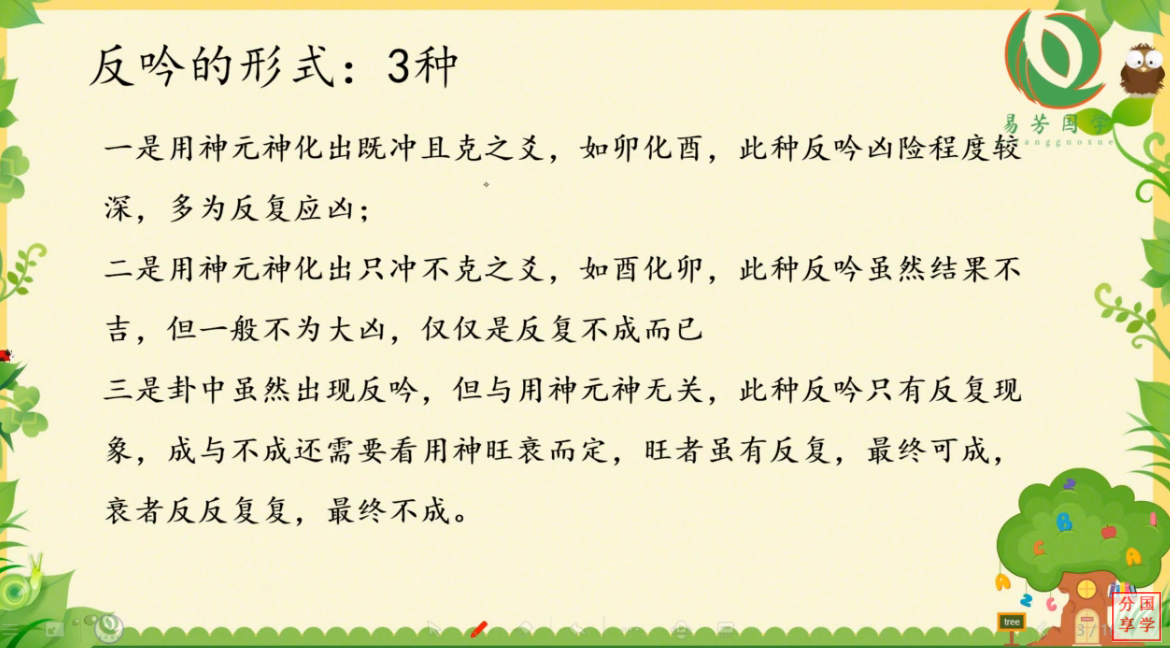 反吟的形式：3种
易芳国学
angguoxue
一是用神元神化出既冲且克之爻，如卯化酉，此种反吟凶险程度较
深，多为反复应凶；
二是用神元神化出只冲不克之爻，如酉化卯，此种反吟虽然结果不
吉，但一般不为大凶，仅仅是反复不成而已
三是卦中虽然出现反吟，但与用神元神无关，此种反吟只有反复现
象，成与不成还需要看用神旺衰而定，旺者虽有反复，最终可成，
衰者反反复复，最终不成。
tree
分国
享学